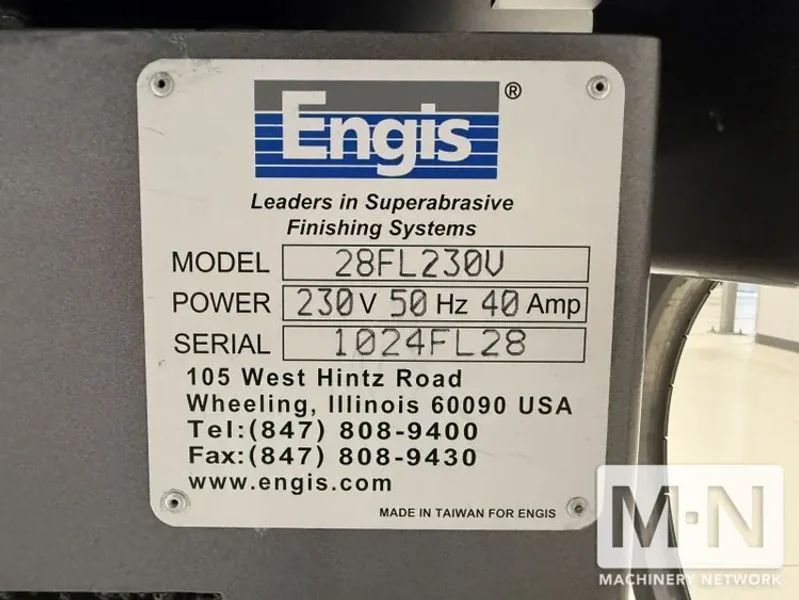 Engis®
Leaders in Superabrasive
Finishing Systems
MODEL 28FL230V
POWER 230V 50 Hz 40 Amp
SERIAL 1024FL28
105 West Hintz Road
Wheeling, Illinois 60090 USA
Tel:(847) 808-9400
Fax:(847) 808-9430
www.engis.com
MADE IN TAIWAN FOR ENGIS
M·N
MACHINERY NETWORK